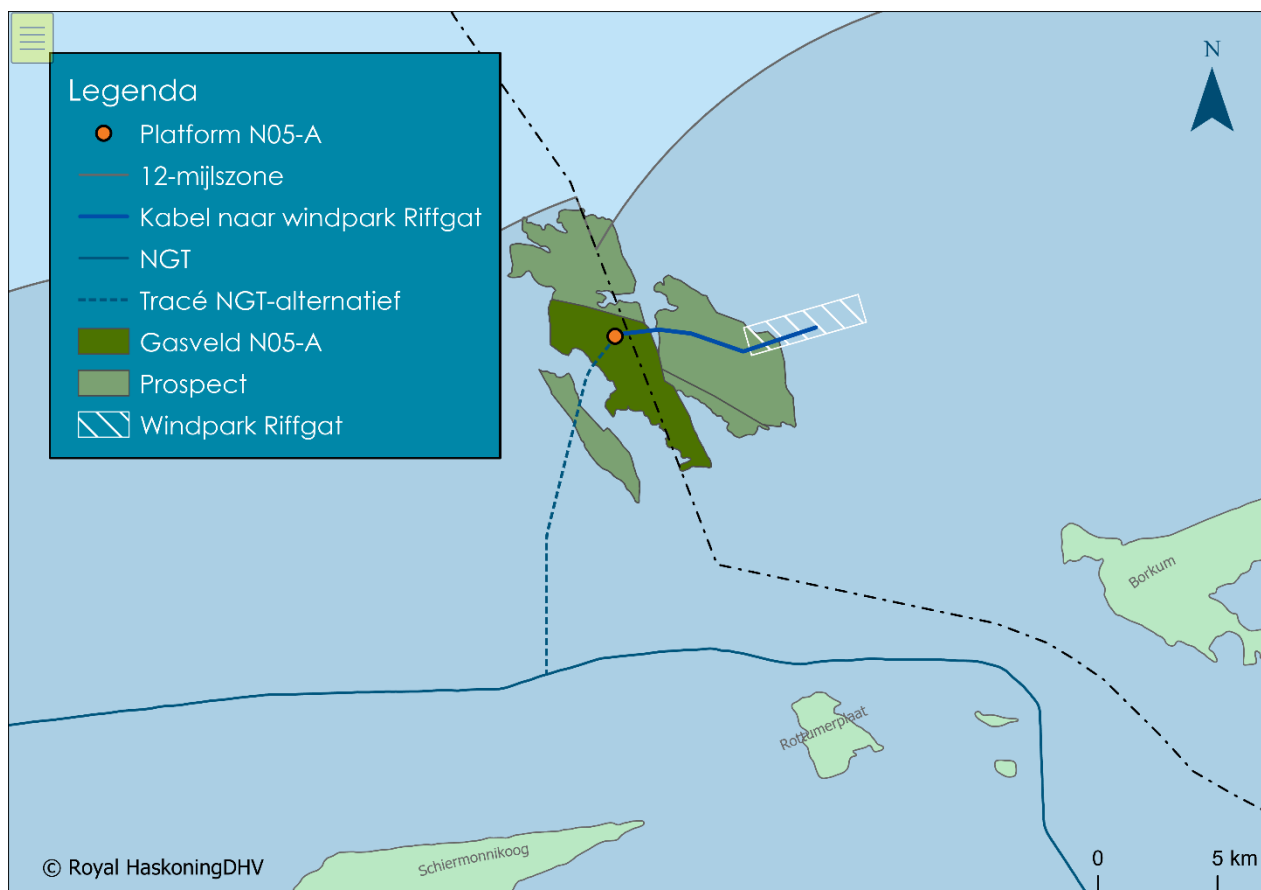 N
Legenda
Platform N05-A
12-mijlszone
Kabel naar windpark Riffgat
NGT
Tracé NGT-alternatief
Gasveld N05-A
Prospect
Windpark Riffgat
Borkum
Rottumerplaat
Schiermonnikoog
© Royal HaskoningDHV
0 5 km